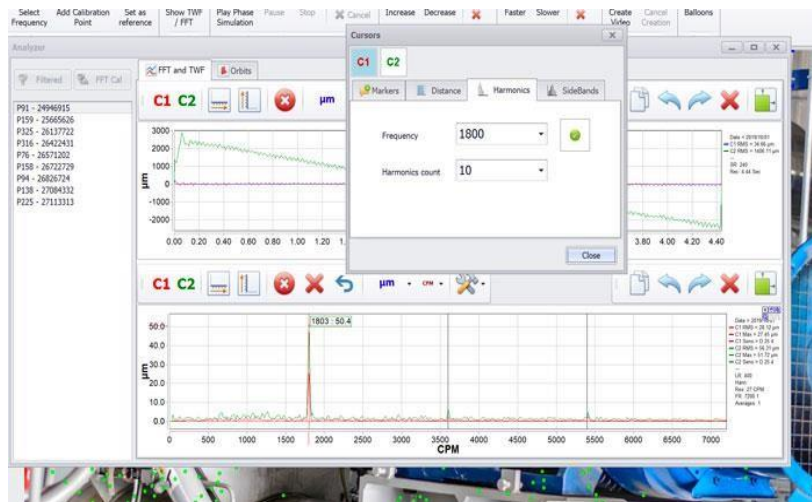 Select Frequency
Add Calibration Point
Set as reference
Show TWF / FFT
Play Phase Simulation
Pause
Stop
Cancel
Increase
Decrease
Faster
Slower
Create Video
Cancel Creation
Balloons
Analyzer
Filtered
FFT Cal
P91 - 24946915
P159 - 25665626
P325 - 26137722
P316 - 26422431
P76 - 26571202
P158 - 26722729
P94 - 26826724
P138 - 27084332
P225 - 27113313
FFT and TWF
Orbits
C1 C2
µm
3000
2000
1000
0
-1000
-2000
µm
0.00 0.20 0.40 0.60 0.80 1.00 1.20
3.80 4.00 4.20 4.40
Cursors
C1 C2
Markers
Distance
Harmonics
SideBands
Frequency
1800
Harmonics count
10
Close
C1 C2
µm
CPM
1803 : 50.4
50.0
40.0
30.0
20.0
10.0
0.0
µm
0 500 1000 1500 2000 2500 3000 3500 4000 4500 5000 5500 6000 6500 7000
CPM
Averages: 1